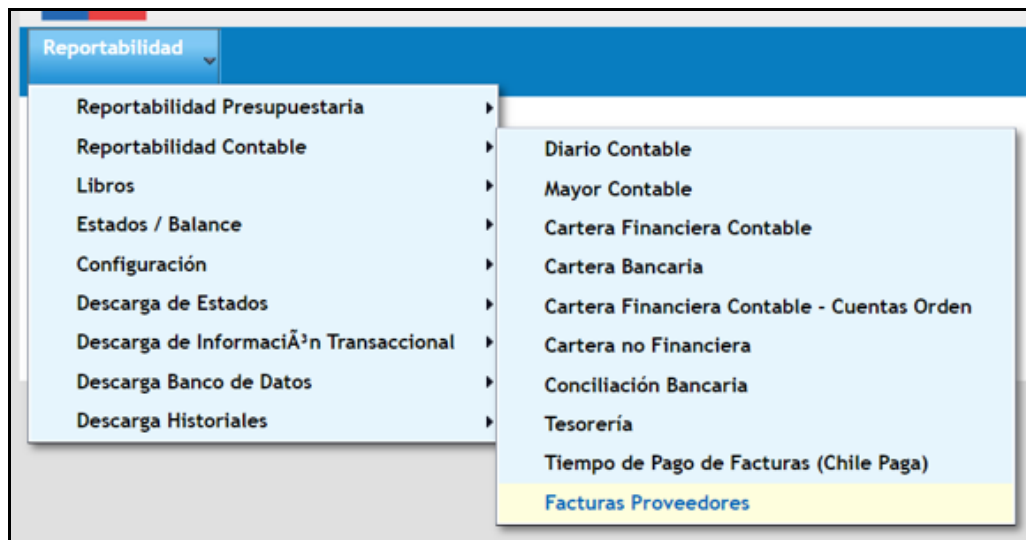 Reportabilidad
Reportabilidad Presupuestaria
Reportabilidad Contable
Libros
Estados / Balance
Configuración
Descarga de Estados
Descarga de InformaciÃ³n Transaccional
Descarga Banco de Datos
Descarga Historiales
Diario Contable
Mayor Contable
Cartera Financiera Contable
Cartera Bancaria
Cartera Financiera Contable - Cuentas Orden
Cartera no Financiera
Conciliación Bancaria
Tesorería
Tiempo de Pago de Facturas (Chile Paga)
Facturas Proveedores